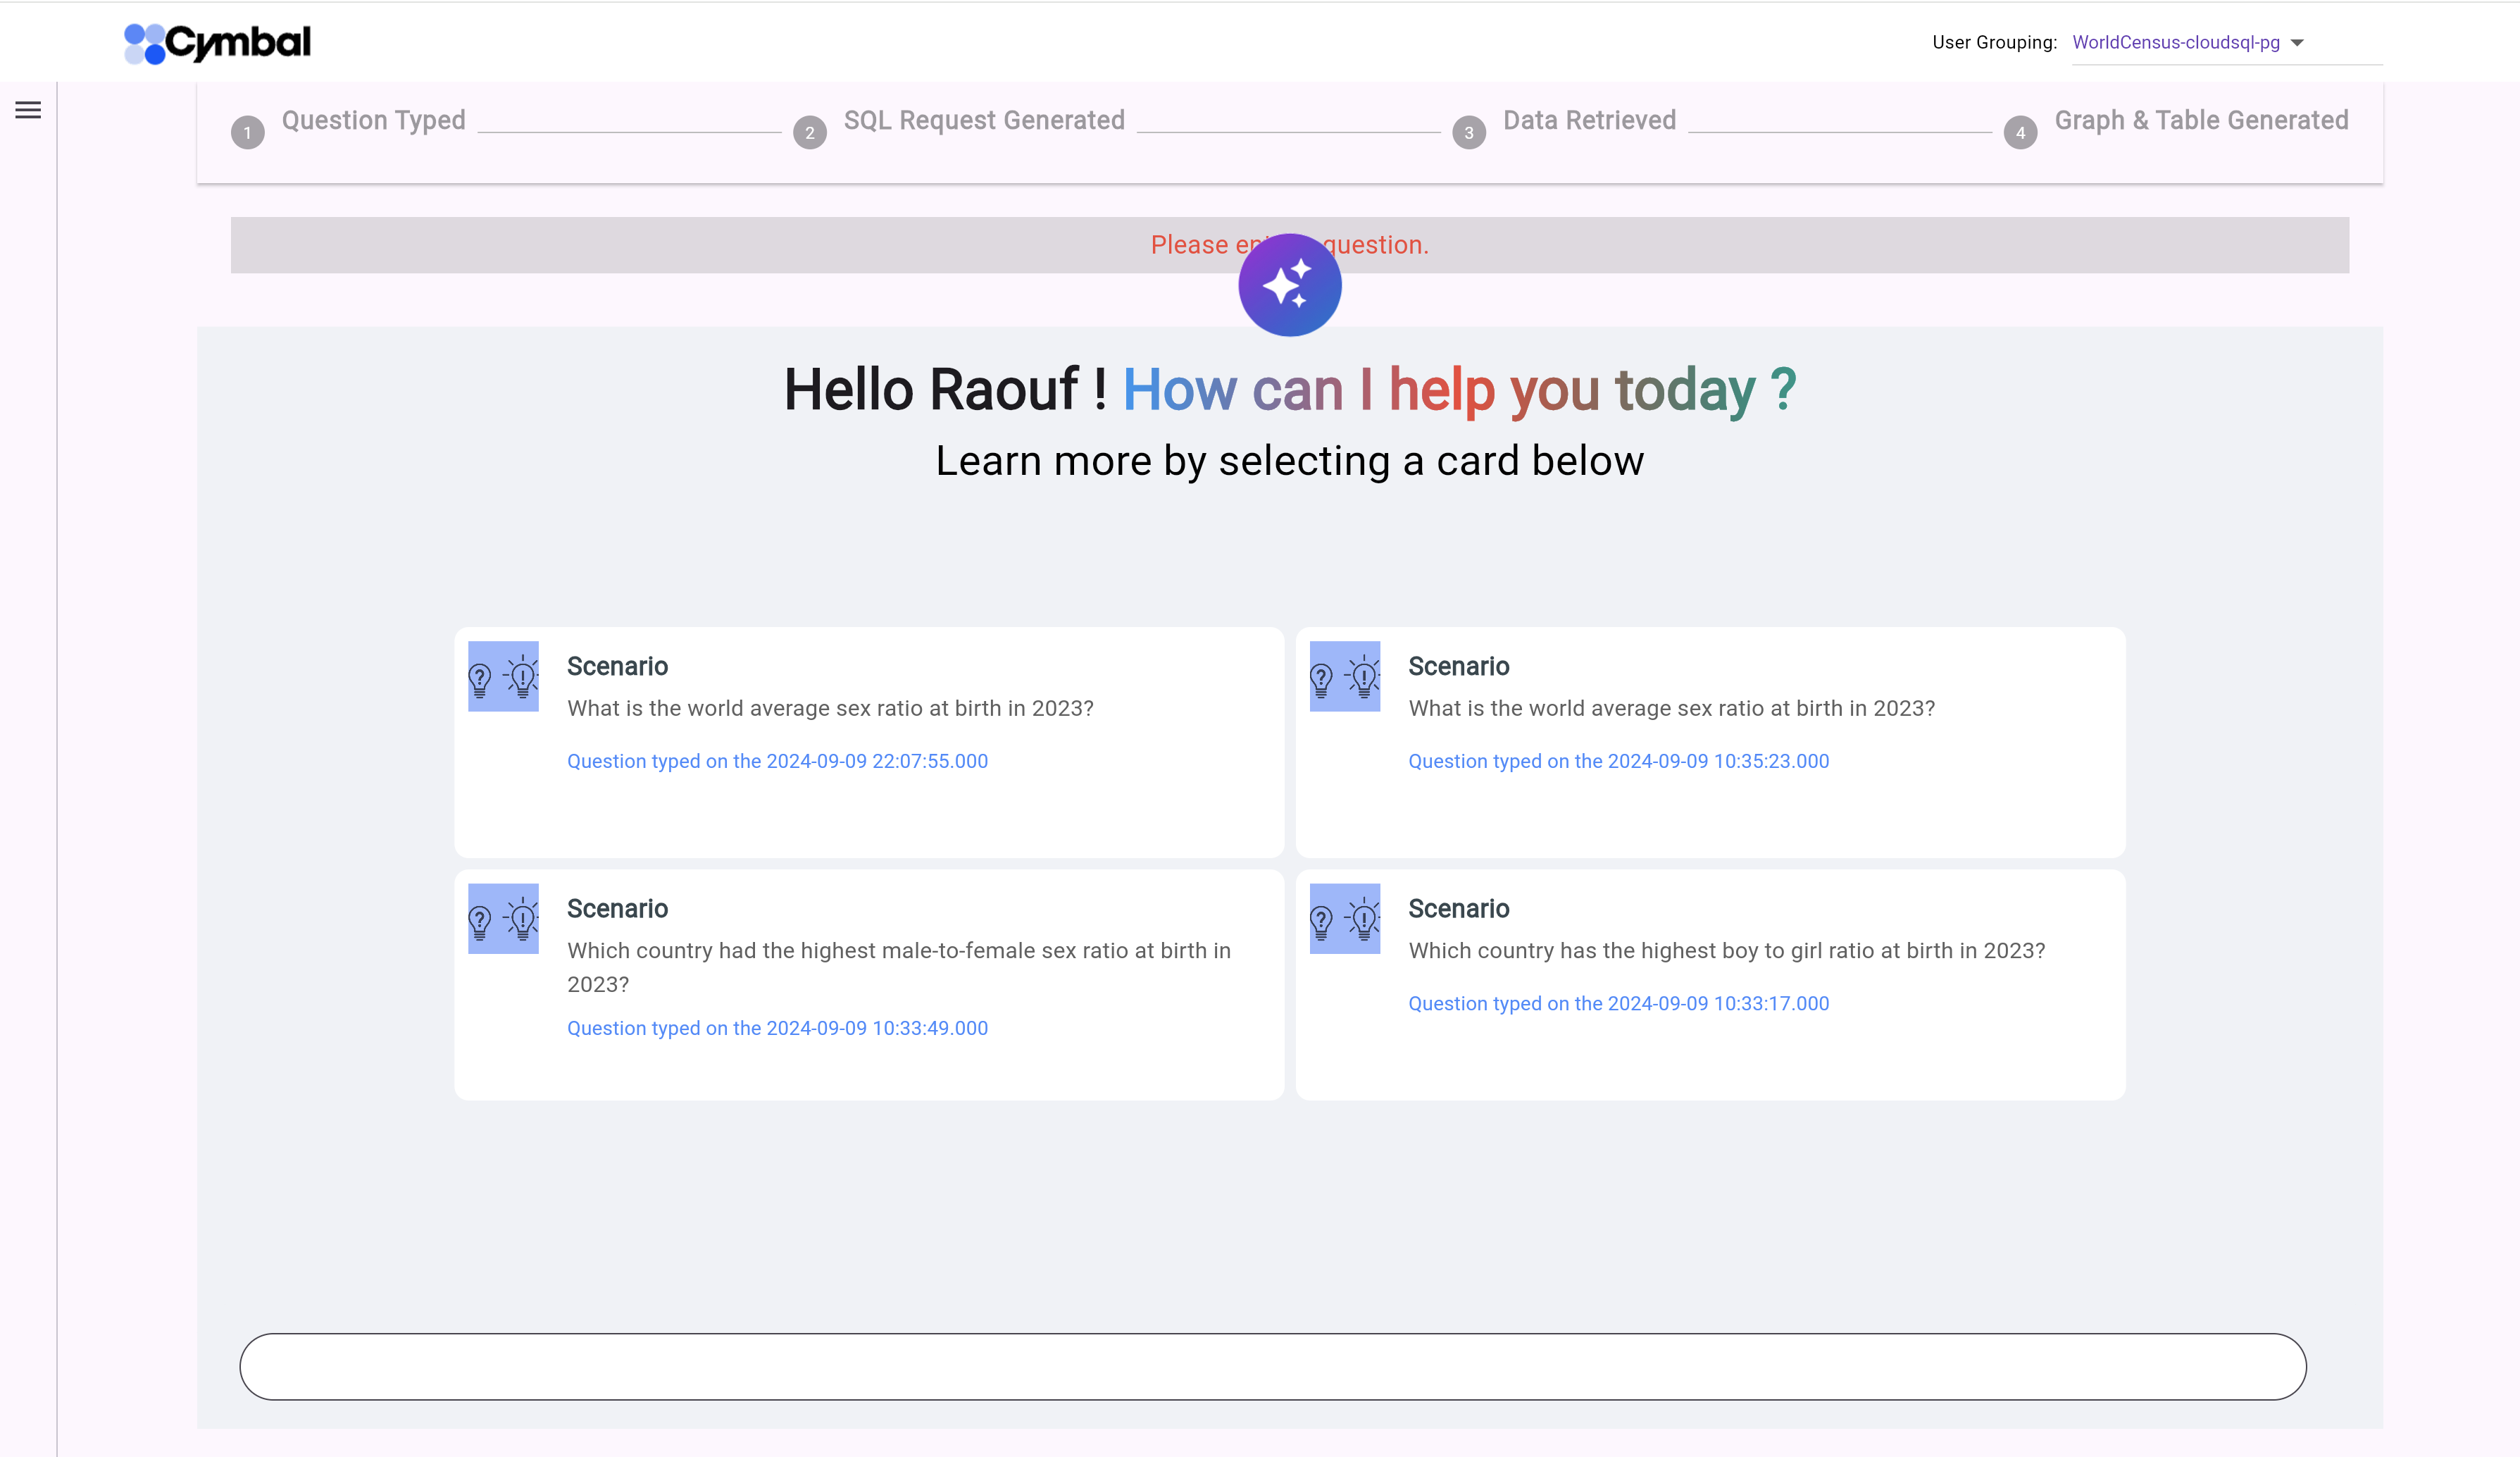 Cymbal
User Grouping: WorldCensus-cloudsql-pg
1 Question Typed
2 SQL Request Generated
3 Data Retrieved
4 Graph & Table Generated
Please question.
Hello Raouf ! How can I help you today ?
Learn more by selecting a card below
Scenario
What is the world average sex ratio at birth in 2023?
Question typed on the 2024-09-09 22:07:55.000
Scenario
What is the world average sex ratio at birth in 2023?
Question typed on the 2024-09-09 10:35:23.000
Scenario
Which country had the highest male-to-female sex ratio at birth in
2023?
Question typed on the 2024-09-09 10:33:49.000
Scenario
Which country has the highest boy to girl ratio at birth in 2023?
Question typed on the 2024-09-09 10:33:17.000